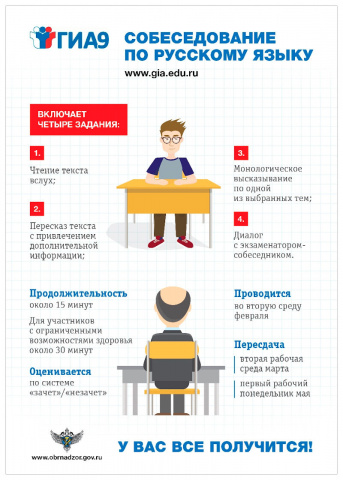 ГИА9
СОБЕСЕДОВАНИЕ
ПО РУССКОМУ ЯЗЫКУ
www.gia.edu.ru
ВКЛЮЧАЕТ
ЧЕТЫРЕ ЗАДАНИЯ:
1.
Чтение текста
вслух;
2.
Пересказ текста
с привлечением
дополнительной
информации;
3.
Монологическое
высказывание
по одной
из выбранных тем;
4.
Диалог
с экзаменатором-
собеседником.
Продолжительность
около 15 минут
Для участников
с ограниченными
возможностями здоровья
около 30 минут
Оценивается
по системе
«зачет»/«незачет»
Проводится
во вторую среду
февраля
Пересдача
вторая рабочая
среда марта
первый рабочий
понедельник мая
www.obrnadzor.gov.ru
У ВАС ВСЕ ПОЛУЧИТСЯ!